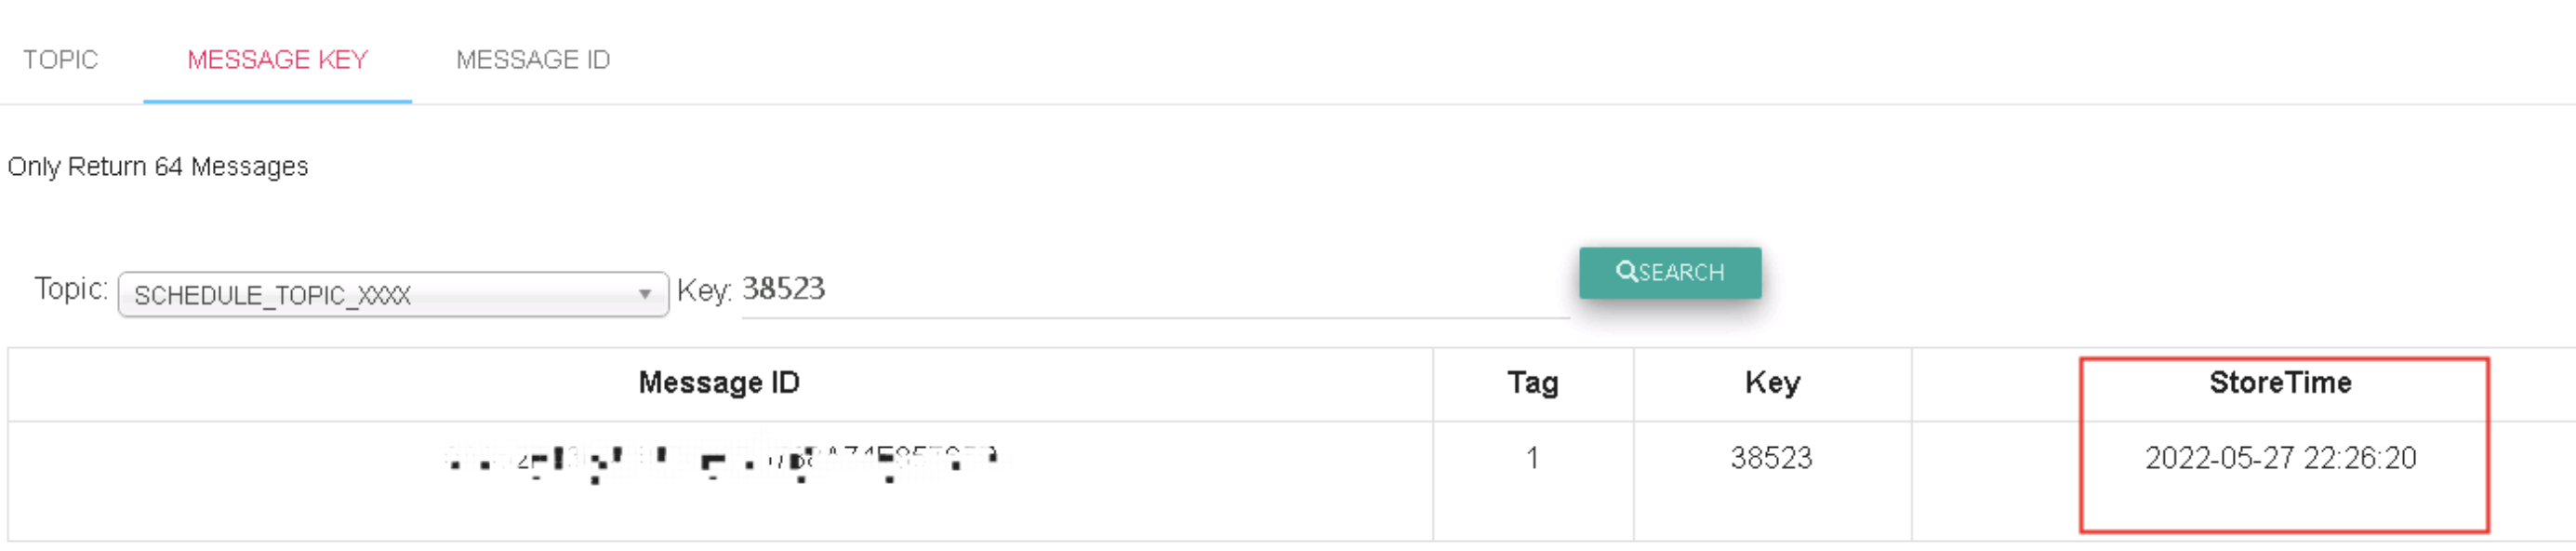 TOPIC MESSAGE KEY MESSAGE ID
Only Return 64 Messages
Topic: SCHEDULE_TOPIC_XXXX Key: 38523 SEARCH
Message ID Tag Key StoreTime
1 38523 2022-05-27 22:26:20